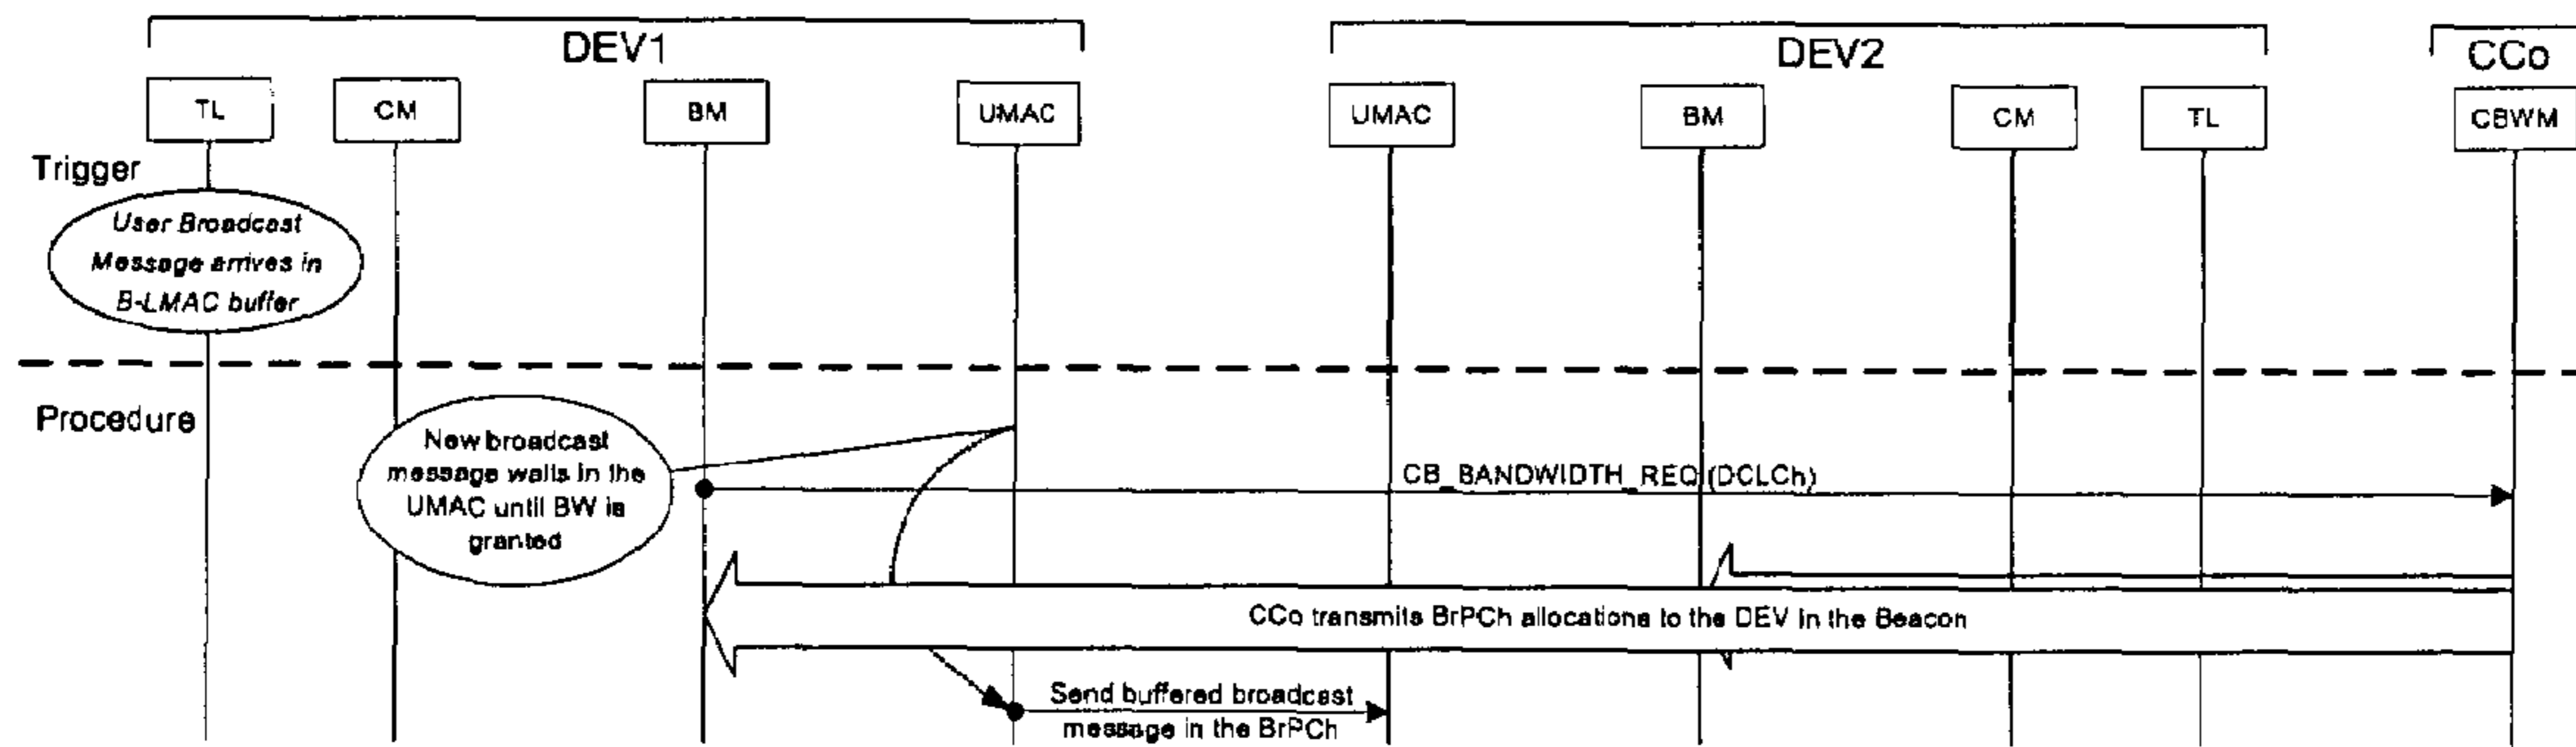 DEV1
DEV2
CCo
TL
CM
BM
UMAC
UMAC
BM
CM
TL
CBWM
Trigger
User Broadcast
Message arrives in
B-LMAC buffer
Procedure
New broadcast
message waits in the
UMAC until BW is
granted
CB_BANDWIDTH_REQ (DCLCh)
CCo transmits BrPCh allocations to the DEV in the Beacon
Send buffered broadcast
message in the BrPCh